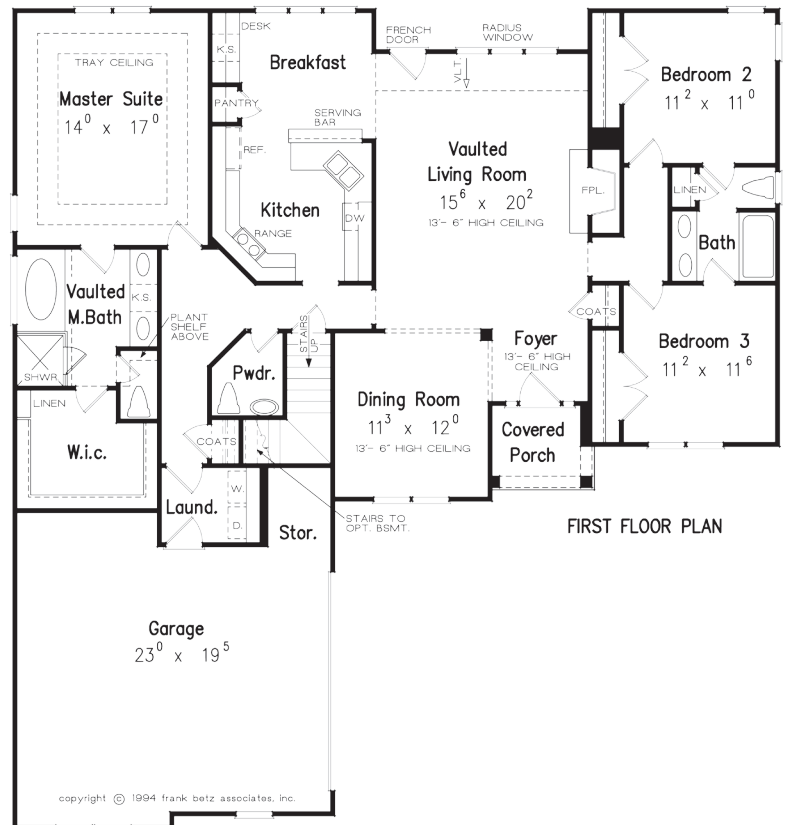 DESK
K.S.
Breakfast
FRENCH
DOOR
RADIUS
WINDOW
VLT.
Bedroom 2
11² x 11⁰
TRAY CEILING
Master Suite
14⁰ x 17⁰
PANTRY
SERVING
BAR
REF.
Kitchen
RANGE
DW
Vaulted
Living Room
15⁶ x 20²
13'- 6" HIGH CEILING
FPL.
LINEN
Bath
Vaulted
M.Bath
K.S.
PLANT
SHELF
ABOVE
SHWR
LINEN
W.i.c.
STAIRS
UP
Pwdr.
COATS
Dining Room
11³ x 12⁰
13'- 6" HIGH CEILING
Foyer
13'- 6" HIGH
CEILING
COATS
Bedroom 3
11² x 11⁶
Covered
Porch
Laund.
W.
D.
Stor.
STAIRS TO
OPT. BSMT.
FIRST FLOOR PLAN
Garage
23⁰ x 19⁵
copyright © 1994 frank betz associates, inc.